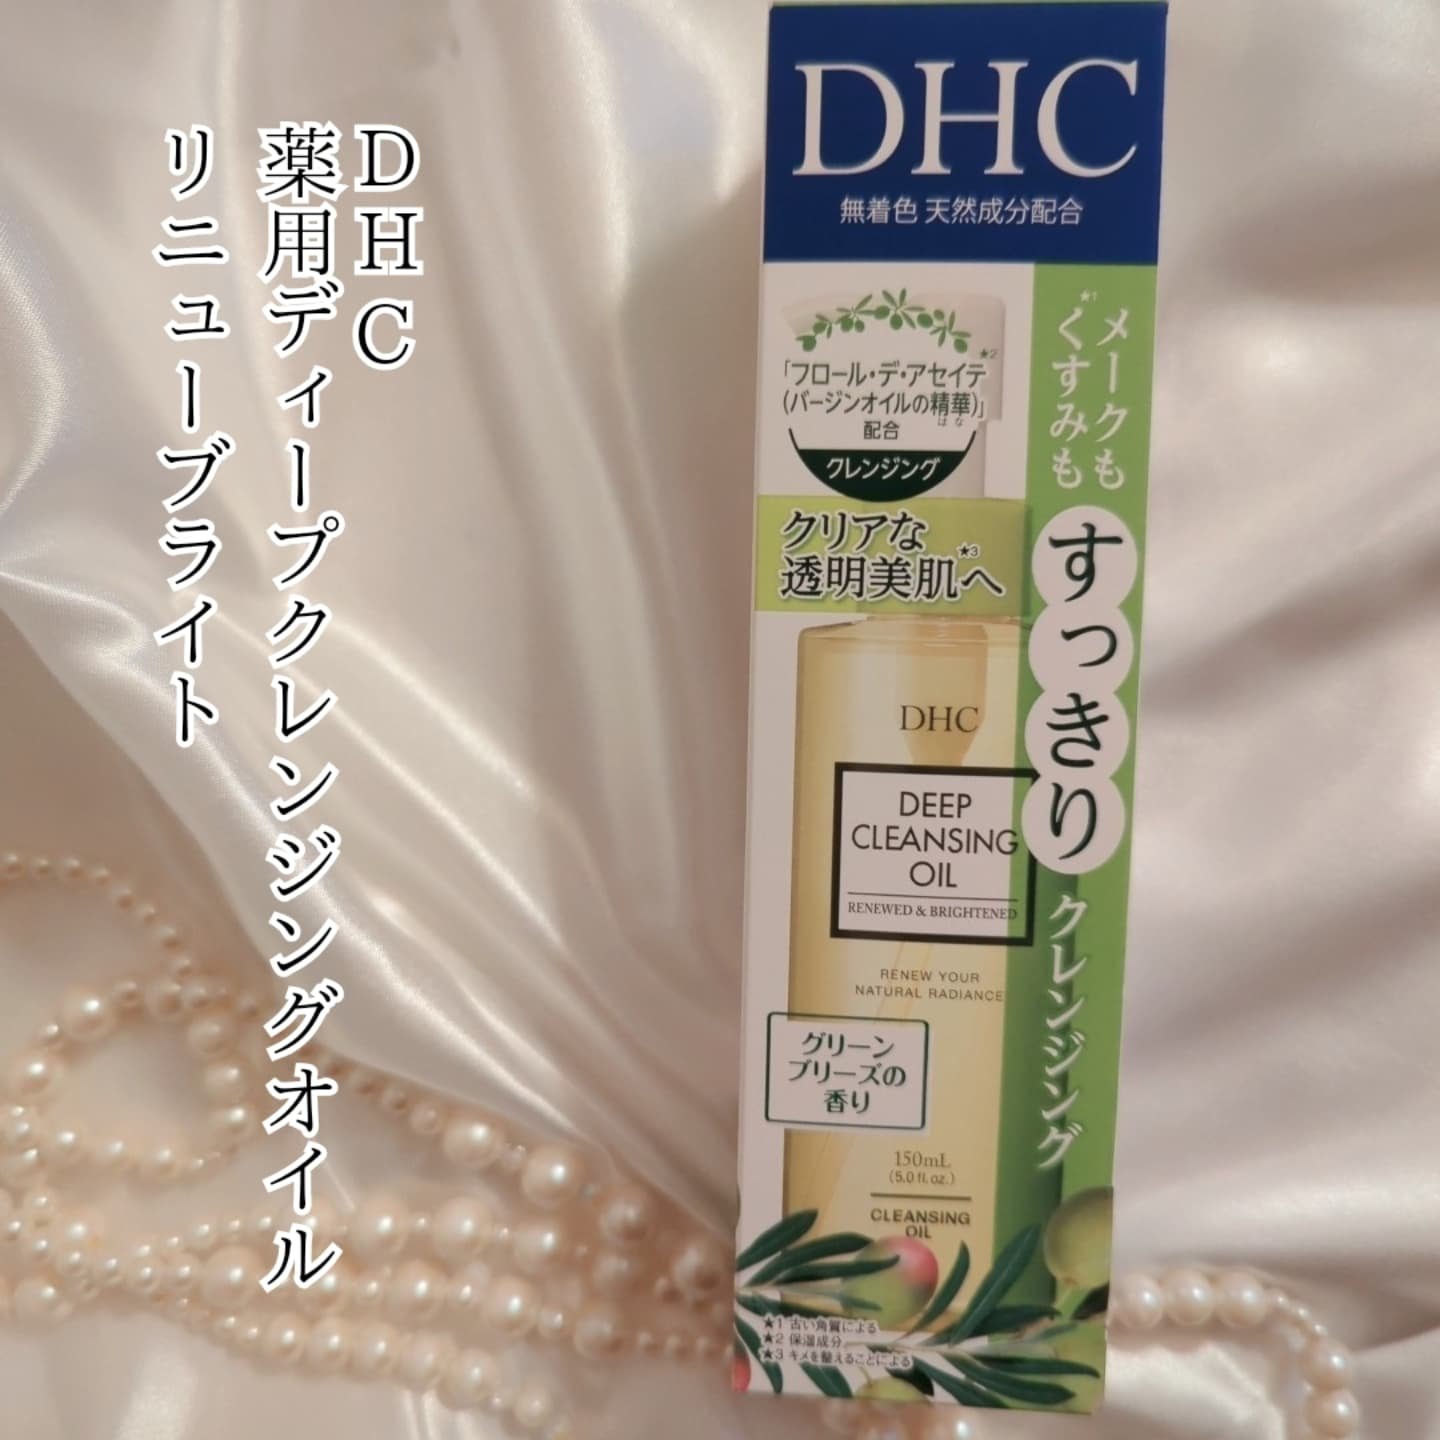 DHC
薬用ディープクレンジングオイル
リニューブライト
DHC
無着色 天然成分配合
メークも
★1
くすみも
すっきり
クレンジング
★2
「フロール・デ・アセイテ
(バージンオイルの精華)」
はな
配合
クレンジング
クリアな
★3
透明美肌へ
DHC
DEEP
CLEANSING
OIL
RENEWED & BRIGHTENED
RENEW YOUR
NATURAL RADIANCE
グリーン
ブリーズの
香り
150mL
(5.0 fl. oz.)
CLEANSING
OIL
★1 古い角質による
★2 保湿成分
★3 キメを整えることによる